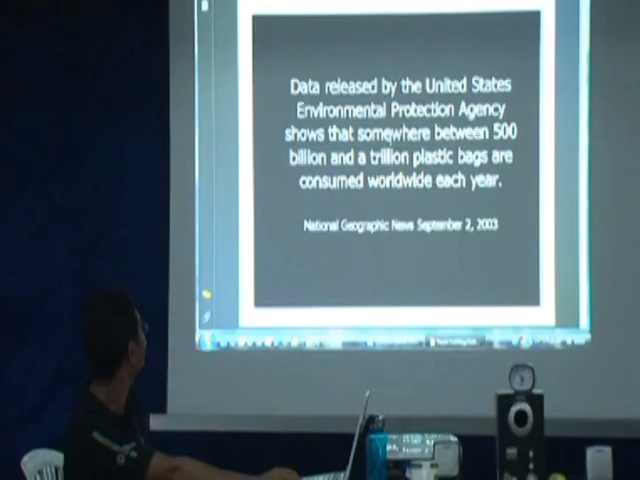 Data released by the United States
Environmental Protection Agency
shows that somewhere between 500
billion and a trillion plastic bags are
consumed worldwide each year.
National Geographic News September 2, 2003